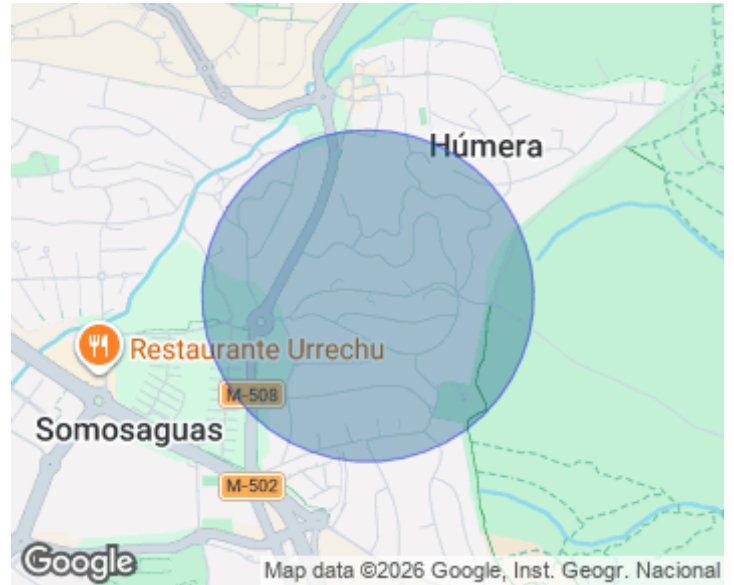 Húmera
Restaurante Urrechu
M-508
Somosaguas
M-502
Google
Map data ©2026 Google, Inst. Geogr. Nacional